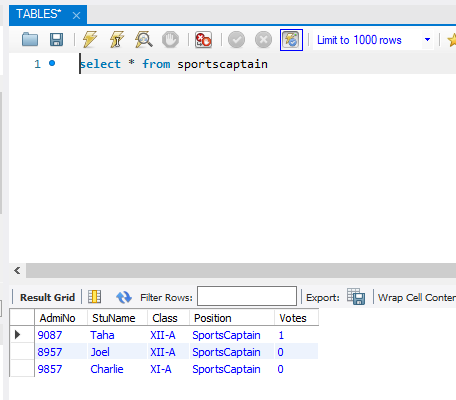 TABLES*
Limit to 1000 rows
1 select * from sportscaptain
Result Grid Filter Rows: Export: Wrap Cell Conten
AdmiNo StuName Class Position Votes
9087 Taha XII-A SportsCaptain 1
8957 Joel XII-A SportsCaptain 0
9857 Charlie XI-A SportsCaptain 0